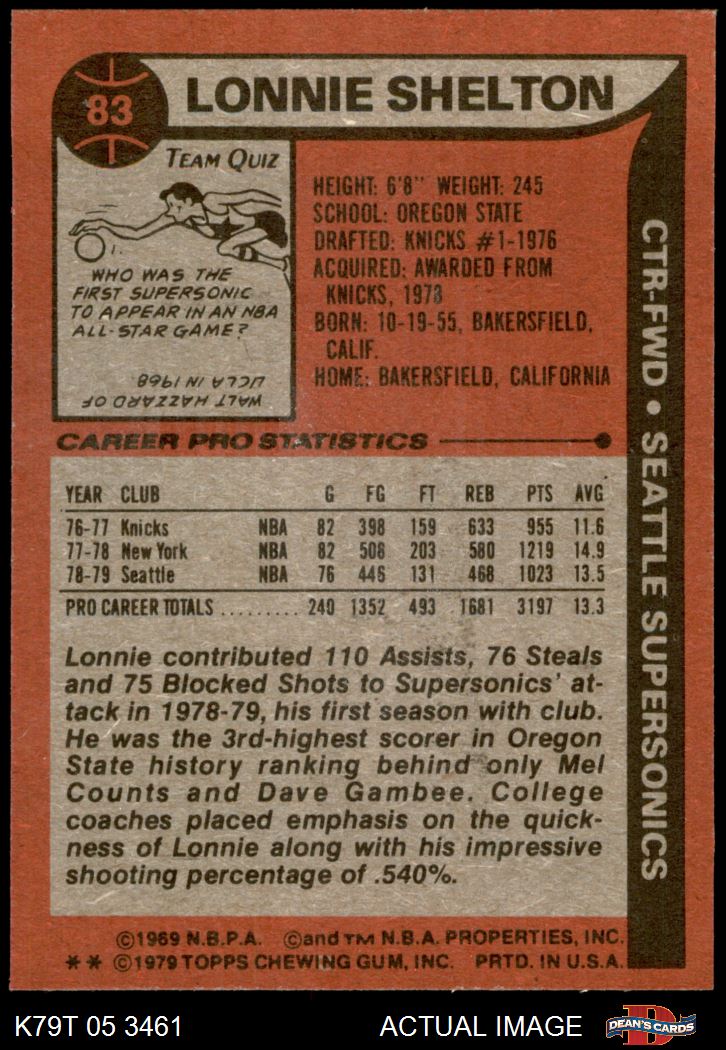 83
LONNIE SHELTON
TEAM QUIZ
WHO WAS THE
FIRST SUPERSONIC
TO APPEAR IN AN NBA
ALL-STAR GAME?
WALT HAZZARD OF
UCLA IN 1968
HEIGHT: 6'8" WEIGHT: 245
SCHOOL: OREGON STATE
DRAFTED: KNICKS #1-1976
ACQUIRED: AWARDED FROM
KNICKS, 1978
BORN: 10-19-55, BAKERSFIELD,
CALIF.
HOME: BAKERSFIELD, CALIFORNIA
CTR-FWD • SEATTLE SUPERSONICS
CAREER PRO STATISTICS
YEAR CLUB G FG FT REB PTS AVG
76-77 Knicks NBA 82 398 159 633 955 11.6
77-78 New York NBA 82 508 203 580 1219 14.9
78-79 Seattle NBA 76 446 131 468 1023 13.5
PRO CAREER TOTALS ......... 240 1352 493 1681 3197 13.3
Lonnie contributed 110 Assists, 76 Steals
and 75 Blocked Shots to Supersonics' at-
tack in 1978-79, his first season with club.
He was the 3rd-highest scorer in Oregon
State history ranking behind only Mel
Counts and Dave Gambee. College
coaches placed emphasis on the quick-
ness of Lonnie along with his impressive
shooting percentage of .540%.
©1969 N.B.P.A. ©and TM N.B.A. PROPERTIES, INC.
** ©1979 TOPPS CHEWING GUM, INC. PRTD. IN U.S.A.
K79T 05 3461 ACTUAL IMAGE D DEAN'S CARDS